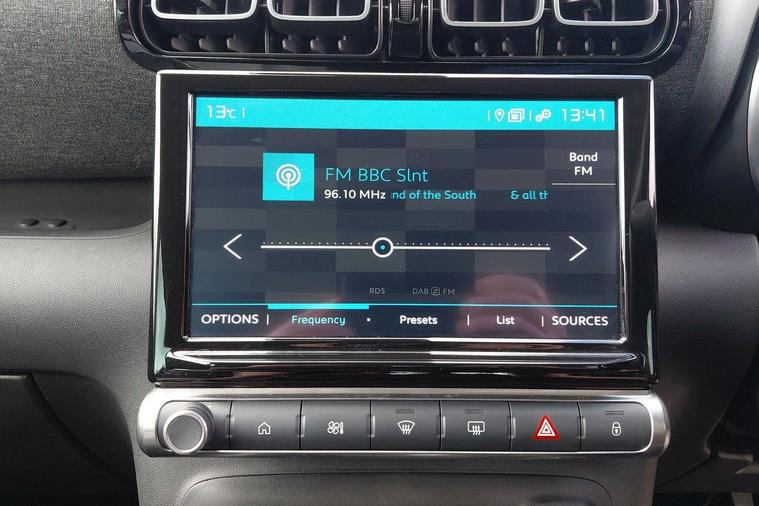 13°C 13:41
FM BBC Slnt
96.10 MHz nd of the South & all th
Band
FM
RDS DAB FM
OPTIONS | Frequency • Presets | List | SOURCES